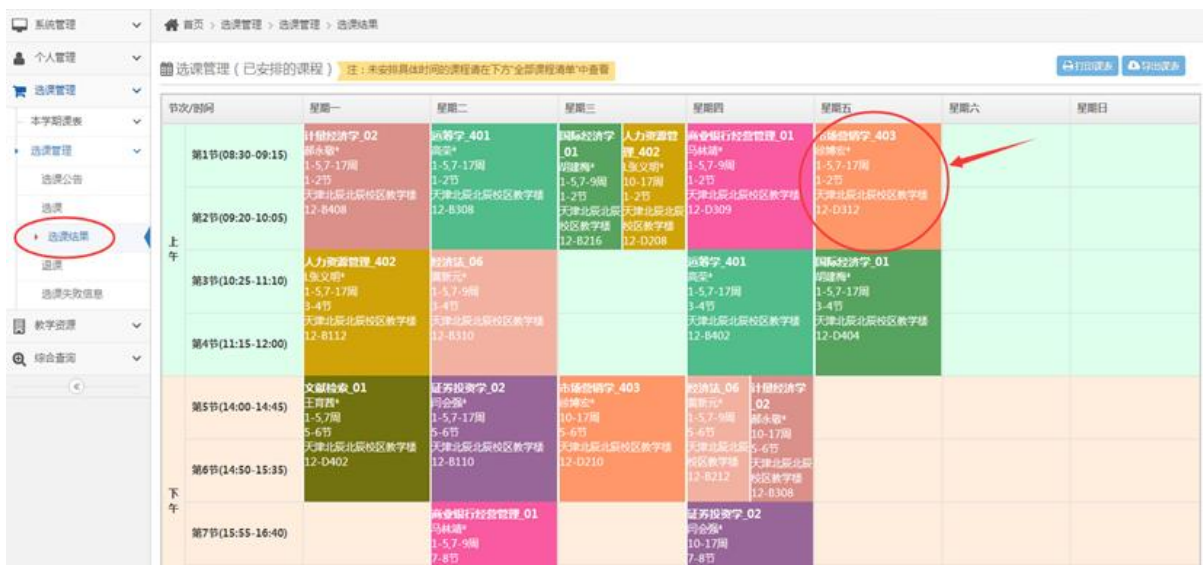 系统管理
个人管理
选课管理
本学期课表
选课管理
选课公告
选课
选课结果
退课
选课失败信息
教学资源
综合查询
首页 > 选课管理 > 选课管理 > 选课结果
选课管理（已安排的课程） 注：未安排具体时间的课程请在下方"全部课程清单"中查看
打印课表 导出课表
节次/时间 星期一 星期二 星期三 星期四 星期五 星期六 星期日
上午
第1节(08:30-09:15)
第2节(09:20-10:05)
第3节(10:25-11:10)
第4节(11:15-12:00)
计量经济学_02
郝永敬*
1-5,7-17周
1-2节
天津北辰北辰校区教学楼
12-B408
运筹学_401
高荣*
1-5,7-17周
1-2节
天津北辰北辰校区教学楼
12-B308
国际经济学
_01
胡建梅*
1-5,7-9周
1-2节
天津北辰北辰
校区教学楼
12-B216
人力资源管
理_402
L张义明*
10-17周
1-2节
天津北辰北辰
校区教学楼
12-D208
商业银行经营管理_01
马林靖*
1-5,7-9周
1-2节
天津北辰北辰校区教学楼
12-D309
市场营销学_403
徐博宏*
1-5,7-17周
1-2节
天津北辰北辰校区教学楼
12-D312
人力资源管理_402
L张义明*
1-5,7-17周
3-4节
天津北辰北辰校区教学楼
12-B112
经济法_06
新元*
1-5,7-9周
3-4节
天津北辰北辰校区教学楼
12-B310
运筹学_401
高荣*
1-5,7-17周
3-4节
天津北辰北辰校区教学楼
12-B402
国际经济学_01
胡建梅*
1-5,7-17周
3-4节
天津北辰北辰校区教学楼
12-D404
下午
第5节(14:00-14:45)
第6节(14:50-15:35)
第7节(15:55-16:40)
文献检索_01
王育茜*
1-5,7周
5-6节
天津北辰北辰校区教学楼
12-D402
证券投资学_02
闫会强*
1-5,7-17周
5-6节
天津北辰北辰校区教学楼
12-B110
市场营销学_403
徐博宏*
10-17周
5-6节
天津北辰北辰校区教学楼
12-D210
经济法_06
新元*
1-5,7-9周
5-6节
天津北辰北辰
校区教学楼
12-B212
计量经济学
_02
郝永敬*
10-17周
5-6节
天津北辰北辰
校区教学楼
12-B308
商业银行经营管理_01
马林靖*
1-5,7-9周
7-8节
证券投资学_02
闫会强*
10-17周
7-8节